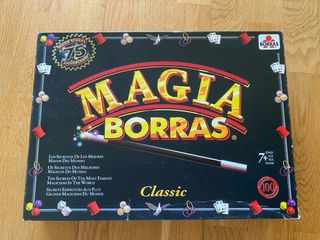 75
BORRAS
MAGIA
BORRAS®
LOS SECRETOS DE LOS MEJORES
MAGOS DEL MUNDO
OS SEGREDOS DOS MELHORES
MÁGICOS DO MUNDO
THE SECRETS OF THE MOST FAMOUS
MAGICIANS IN THE WORLD
SECRETS EMPRUNTÉS AUX PLUS
GRANDS MAGICIENS DU MONDE
7+
100
Classic